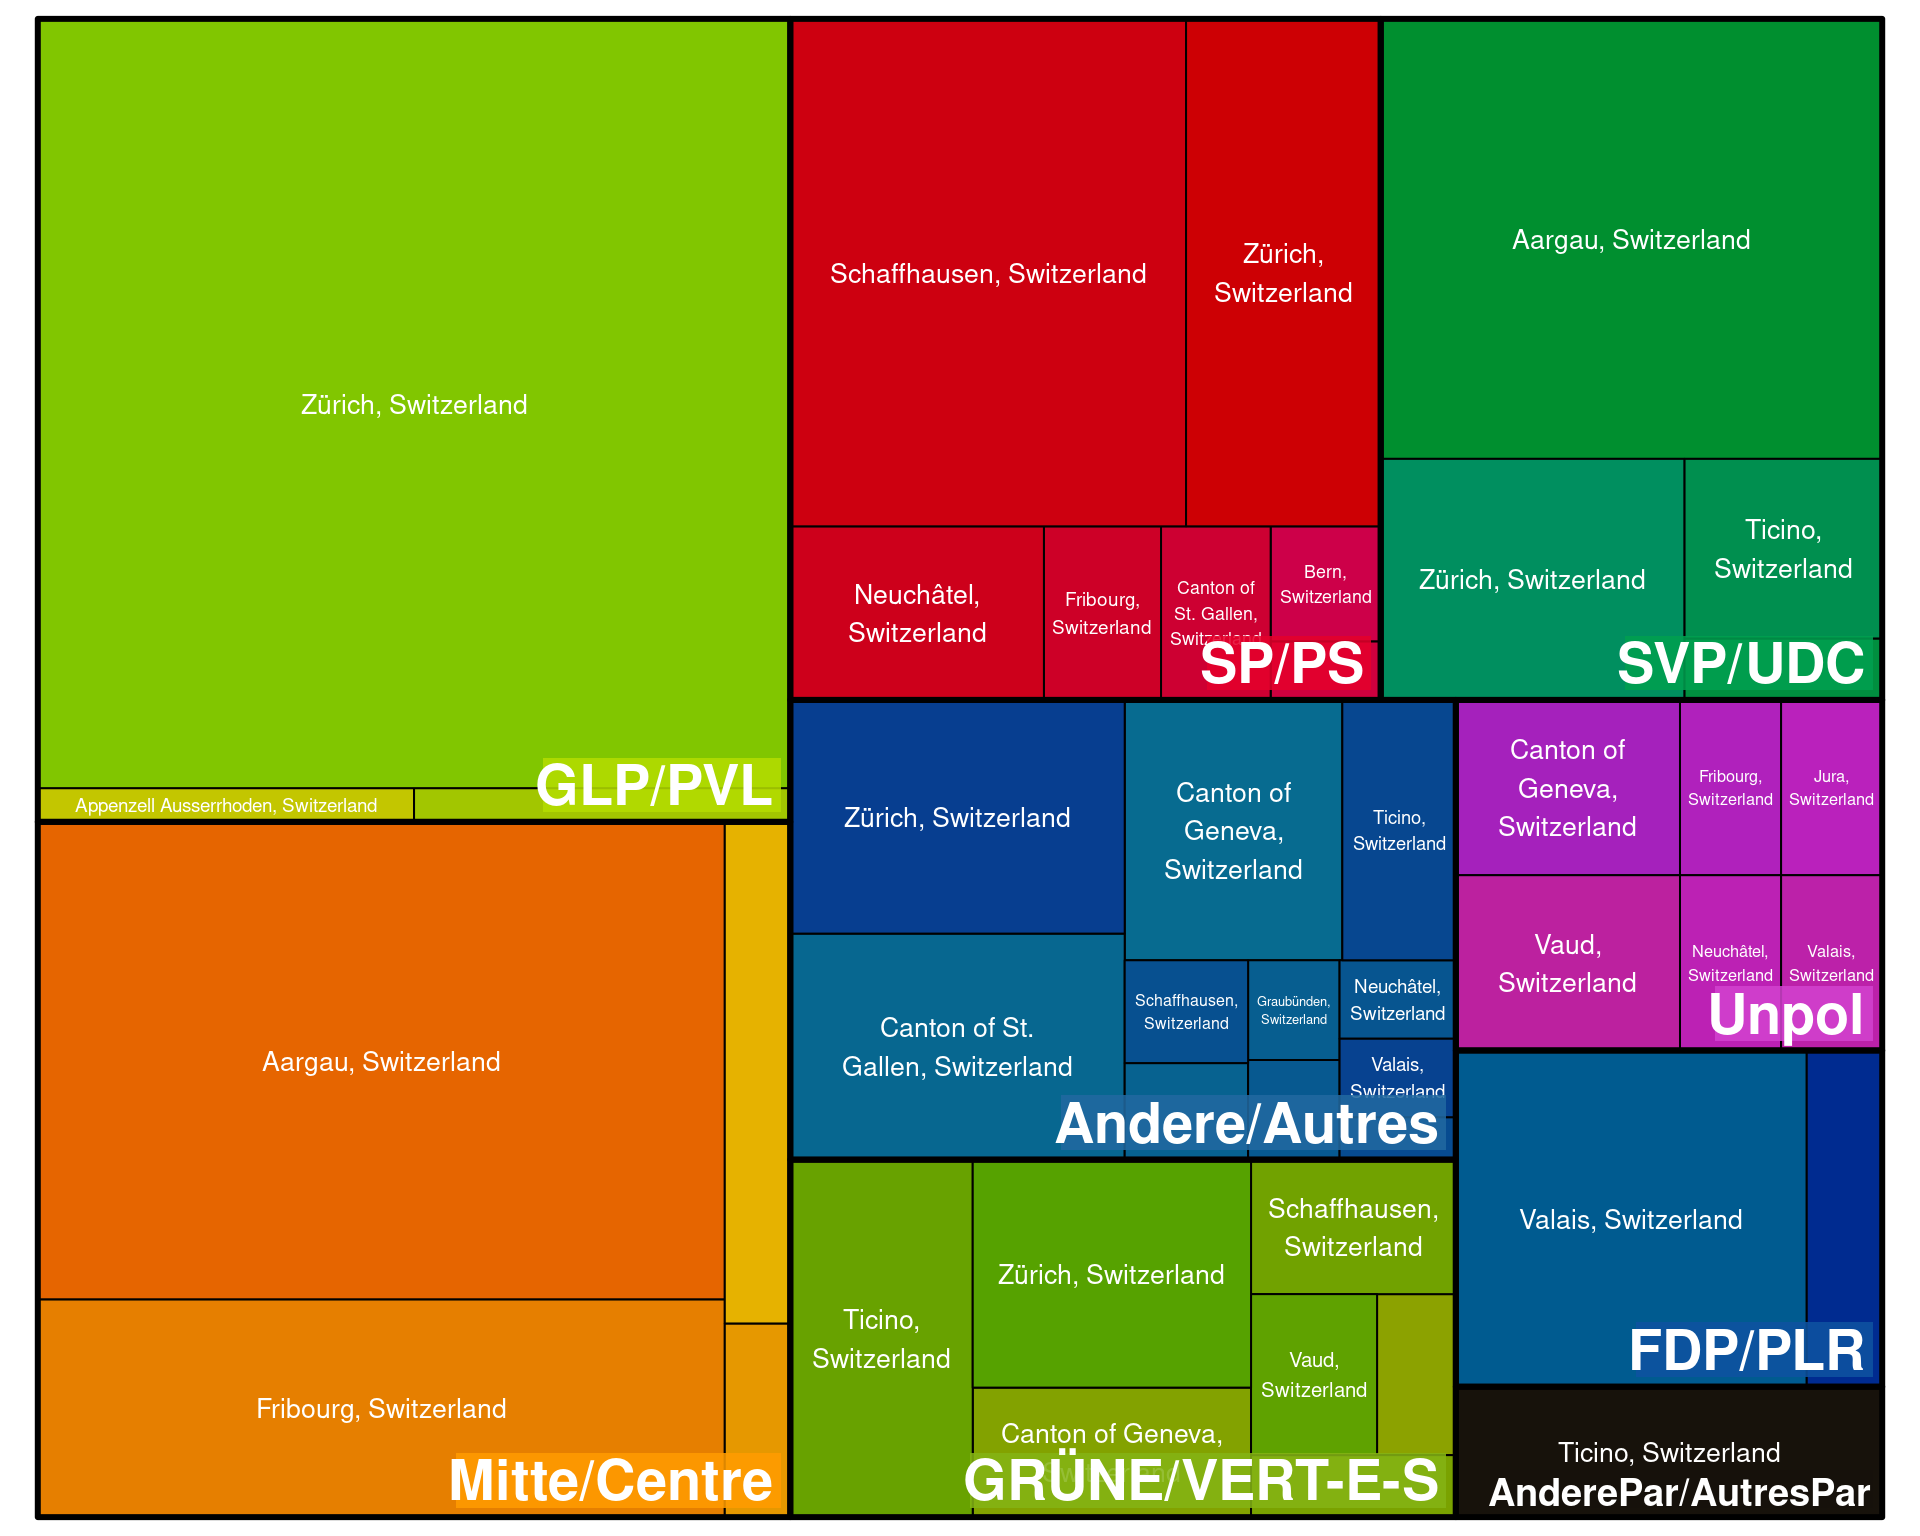 Zürich, Switzerland
Appenzell Ausserrhoden, Switzerland
GLP/PVL
Aargau, Switzerland
Fribourg, Switzerland
Mitte/Centre
Schaffhausen, Switzerland
Zürich,
Switzerland
Neuchâtel,
Switzerland
Fribourg,
Switzerland
Canton of
St. Gallen,
Switzerland
Bern,
Switzerland
SP/PS
Aargau, Switzerland
Zürich, Switzerland
Ticino,
Switzerland
SVP/UDC
Zürich, Switzerland
Canton of St.
Gallen, Switzerland
Canton of
Geneva,
Switzerland
Ticino,
Switzerland
Schaffhausen,
Switzerland
Graubünden,
Switzerland
Neuchâtel,
Switzerland
Valais,
Switzerland
Andere/Autres
Canton of
Geneva,
Switzerland
Fribourg,
Switzerland
Jura,
Switzerland
Vaud,
Switzerland
Neuchâtel,
Switzerland
Valais,
Switzerland
Unpol
Ticino,
Switzerland
Zürich, Switzerland
Canton of Geneva,
Schaffhausen,
Switzerland
Vaud,
Switzerland
GRÜNE/VERT-E-S
Valais, Switzerland
FDP/PLR
Ticino, Switzerland
AnderePar/AutresPar